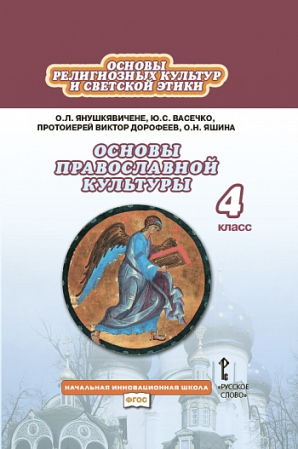 ОСНОВЫ
РЕЛИГИОЗНЫХ КУЛЬТУР
И СВЕТСКОЙ ЭТИКИ
О.Л. ЯНУШКЯВИЧЕНЕ, Ю.С. ВАСЕЧКО,
ПРОТОИЕРЕЙ ВИКТОР ДОРОФЕЕВ, О.Н. ЯШИНА
ОСНОВЫ
ПРАВОСЛАВНОЙ
КУЛЬТУРЫ
4
КЛАСС
НАЧАЛЬНАЯ ИННОВАЦИОННАЯ ШКОЛА
ФГОС
"РУССКОЕ
СЛОВО"